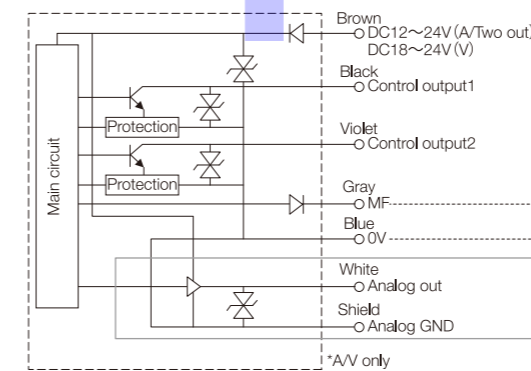 Brown
DC12～24V (A/Two out)
DC18～24V (V)
Black
Control output1
Protection
Violet
Control output2
Protection
Main circuit
Gray
MF
Blue
0V
White
Analog out
Shield
Analog GND
*A/V only